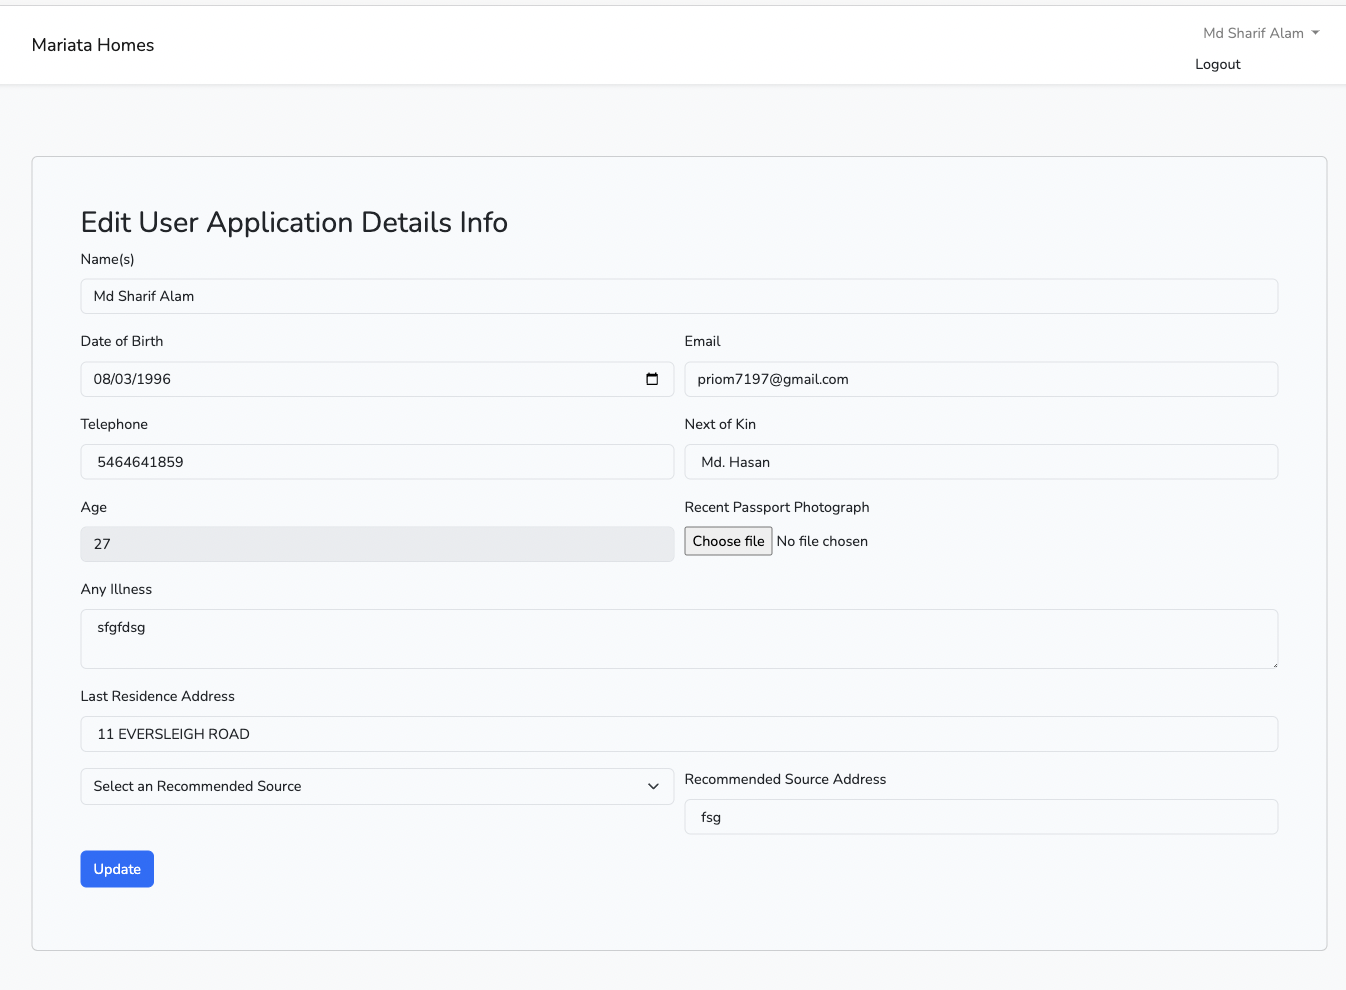 Mariata Homes
Md Sharif Alam
Logout
Edit User Application Details Info
Name(s)
Md Sharif Alam
Date of Birth
Email
08/03/1996
priom7197@gmail.com
Telephone
Next of Kin
5464641859
Md. Hasan
Age
Recent Passport Photograph
27
Choose file No file chosen
Any Illness
sfgfdsg
Last Residence Address
11 EVERSLEIGH ROAD
Select an Recommended Source
Recommended Source Address
fsg
Update